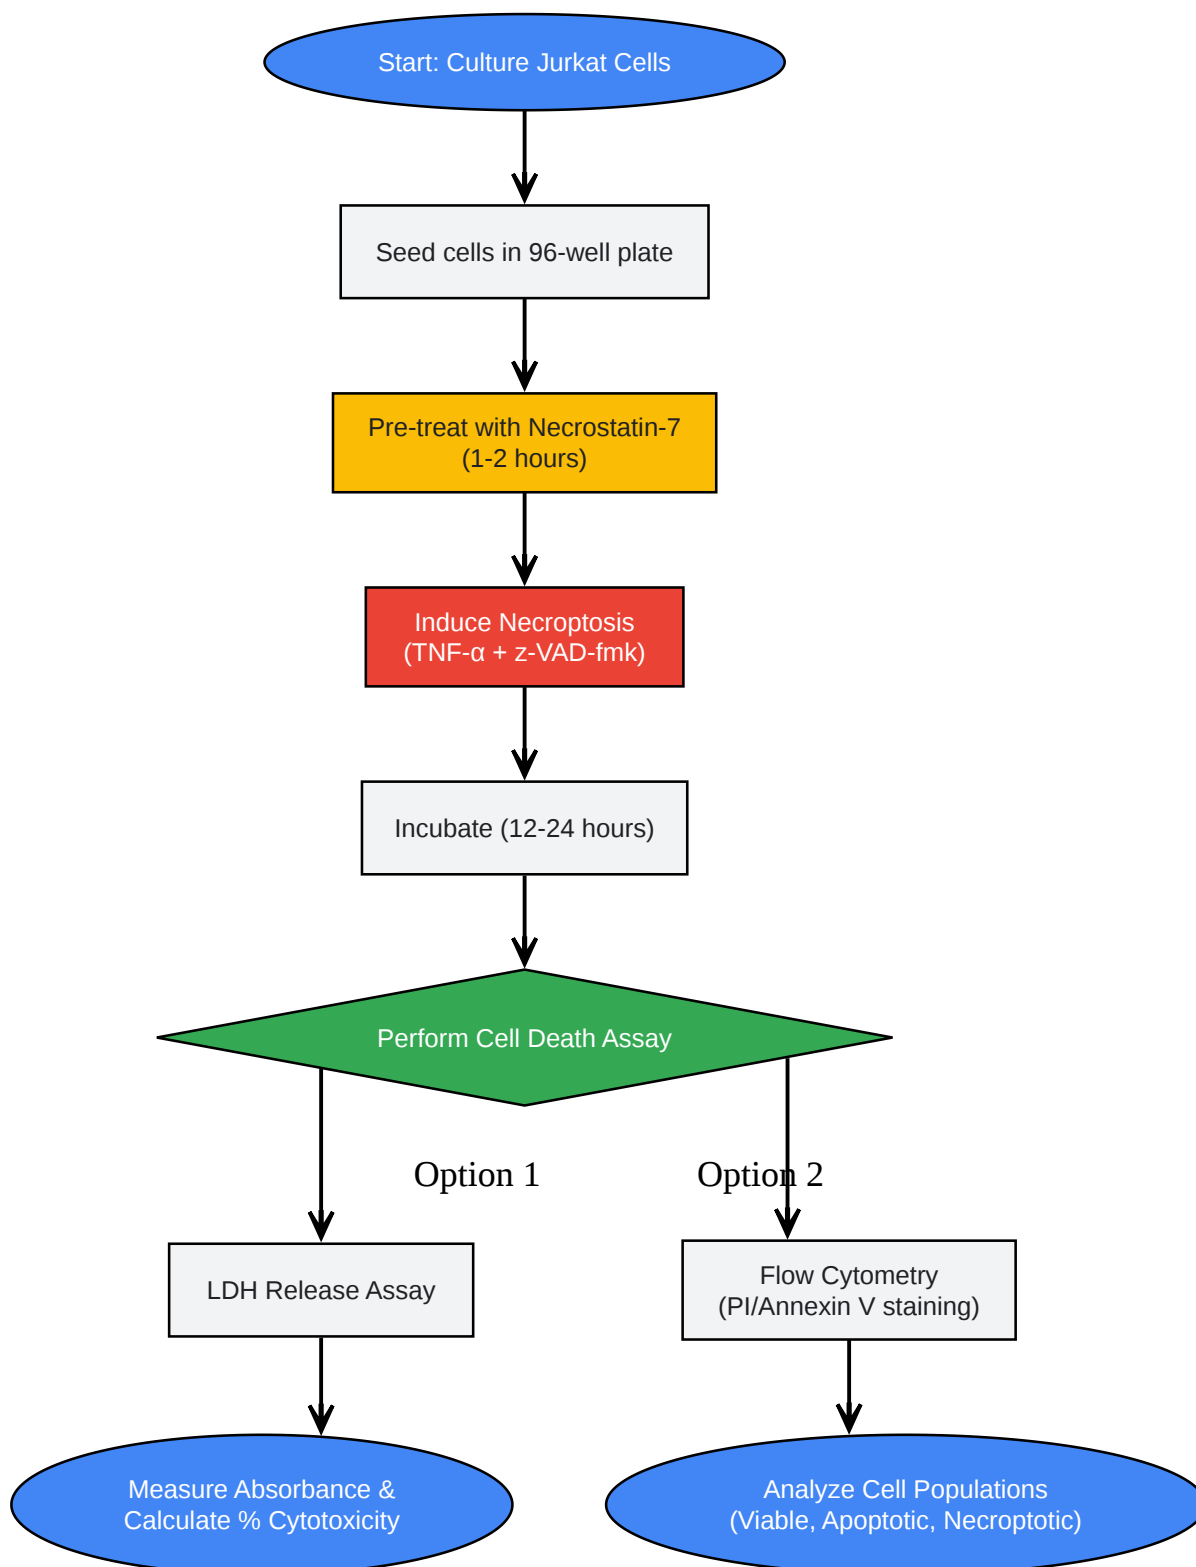 Start: Culture Jurkat Cells
Seed cells in 96-well plate
Pre-treat with Necrostatin-7
(1-2 hours)
Induce Necroptosis
(TNF-α + z-VAD-fmk)
Incubate (12-24 hours)
Perform Cell Death Assay
Option 1
Option 2
LDH Release Assay
Flow Cytometry
(PI/Annexin V staining)
Measure Absorbance &
Calculate % Cytotoxicity
Analyze Cell Populations
(Viable, Apoptotic, Necroptotic)